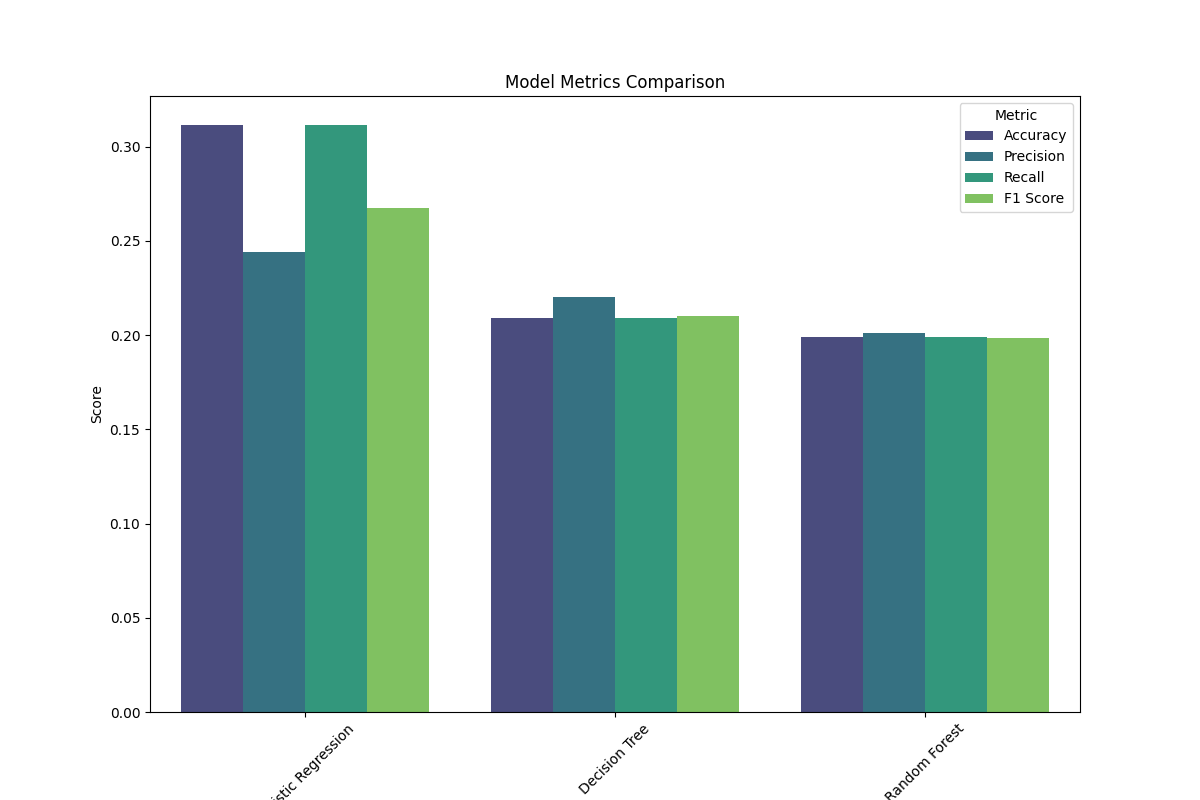 Model Metrics Comparison
Metric
Accuracy
Precision
Recall
F1 Score
0.30
0.25
0.20
0.15
0.10
0.05
0.00
Score
stic Regression
Decision Tree
Random Forest